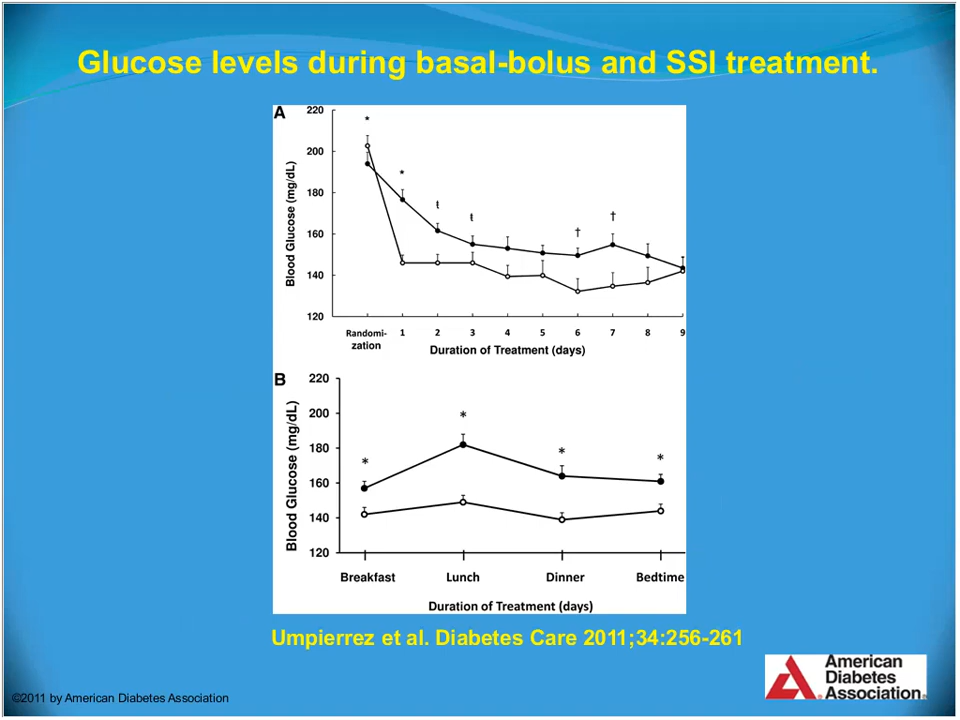 Glucose levels during basal-bolus and SSI treatment.
A
220
200
180
160
140
120
Blood Glucose (mg/dL)
*
*
ŧ
ŧ
†
†
Randomi-
zation
1 2 3 4 5 6 7 8 9
Duration of Treatment (days)
B
220
200
180
160
140
120
Blood Glucose (mg/dL)
*
*
*
*
Breakfast Lunch Dinner Bedtime
Duration of Treatment (days)
Umpierrez et al. Diabetes Care 2011;34:256-261
American
Diabetes
Association®
©2011 by American Diabetes Association